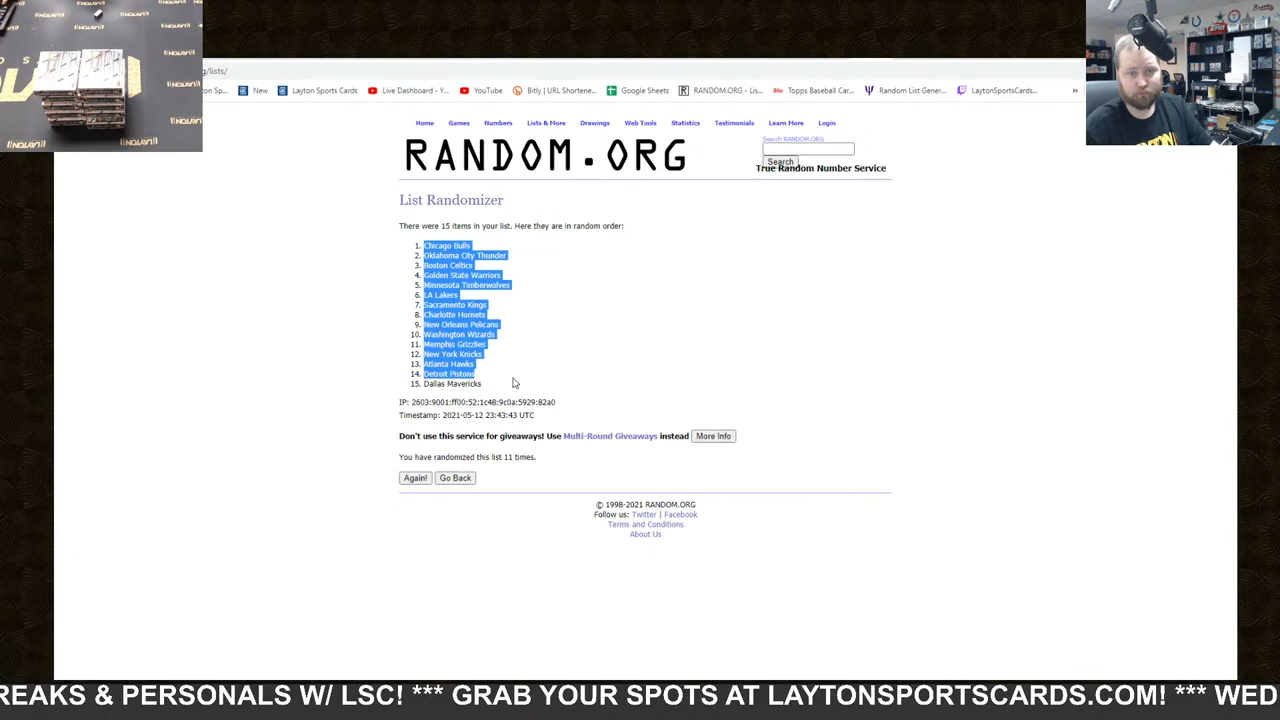 g/lists/
on Sp...
New
Layton Sports Cards
Live Dashboard - Y...
YouTube
Bitly | URL Shortene...
Google Sheets
RANDOM.ORG - Lis...
Topps Baseball Car...
Random List Gener...
LaytonSportsCards...
»
Home Games Numbers Lists & More Drawings Web Tools Statistics Testimonials Learn More Login
Search RANDOM.ORG
Search
RANDOM.ORG
True Random Number Service
List Randomizer
There were 15 items in your list. Here they are in random order:
1. Chicago Bulls
2. Oklahoma City Thunder
3. Boston Celtics
4. Golden State Warriors
5. Minnesota Timberwolves
6. LA Lakers
7. Sacramento Kings
8. Charlotte Hornets
9. New Orleans Pelicans
10. Washington Wizards
11. Memphis Grizzlies
12. New York Knicks
13. Atlanta Hawks
14. Detroit Pistons
15. Dallas Mavericks
IP: 2603:9001:ff00:52:1c48:9c0a:5929:82a0
Timestamp: 2021-05-12 23:43:43 UTC
Don't use this service for giveaways! Use Multi-Round Giveaways instead More Info
You have randomized this list 11 times.
Again! Go Back
© 1998-2021 RANDOM.ORG
Follow us: Twitter | Facebook
Terms and Conditions
About Us
REAKS & PERSONALS W/ LSC! *** GRAB YOUR SPOTS AT LAYTONSPORTSCARDS.COM! *** WED